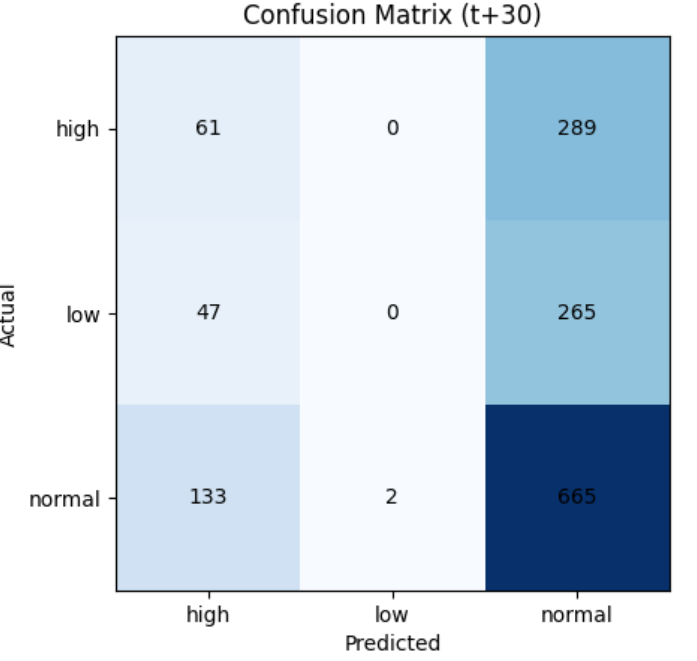 Confusion Matrix (t+30)
Actual
high 61 0 289
low 47 0 265
normal 133 2 665
high low normal
Predicted